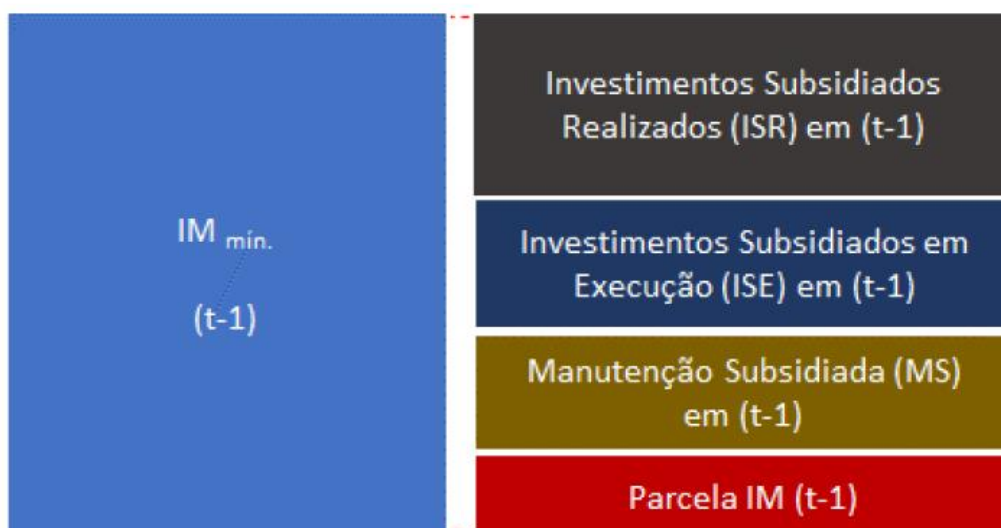 IM mín.
(t-1)
Investimentos Subsidiados
Realizados (ISR) em (t-1)
Investimentos Subsidiados em
Execução (ISE) em (t-1)
Manutenção Subsidiada (MS)
em (t-1)
Parcela IM (t-1)